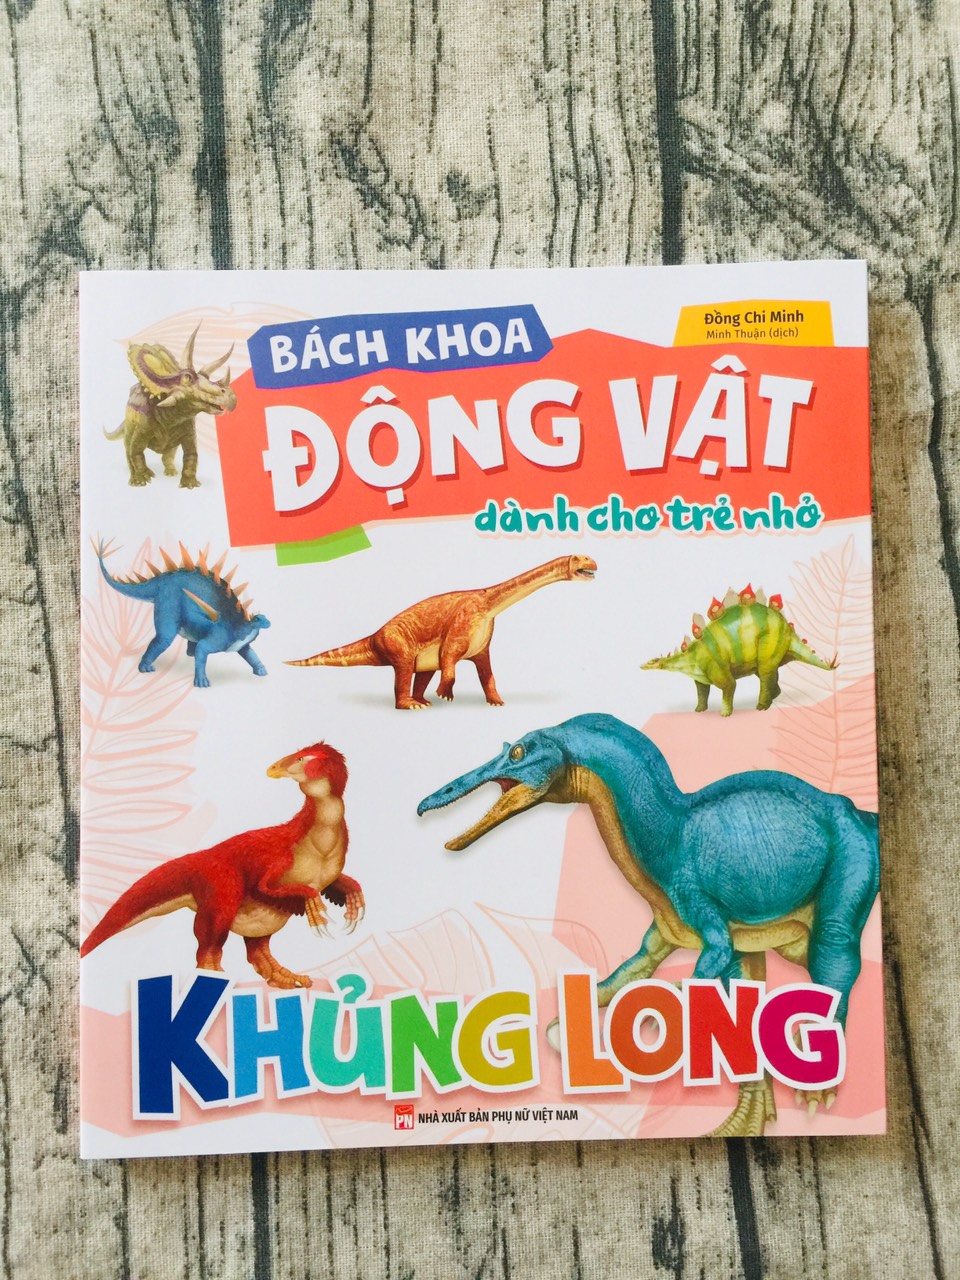 Đồng Chi Minh
Minh Thuận (dịch)
BÁCH KHOA
ĐỘNG VẬT
dành cho trẻ nhỏ
KHỦNG LONG
PN NHÀ XUẤT BẢN PHỤ NỮ VIỆT NAM